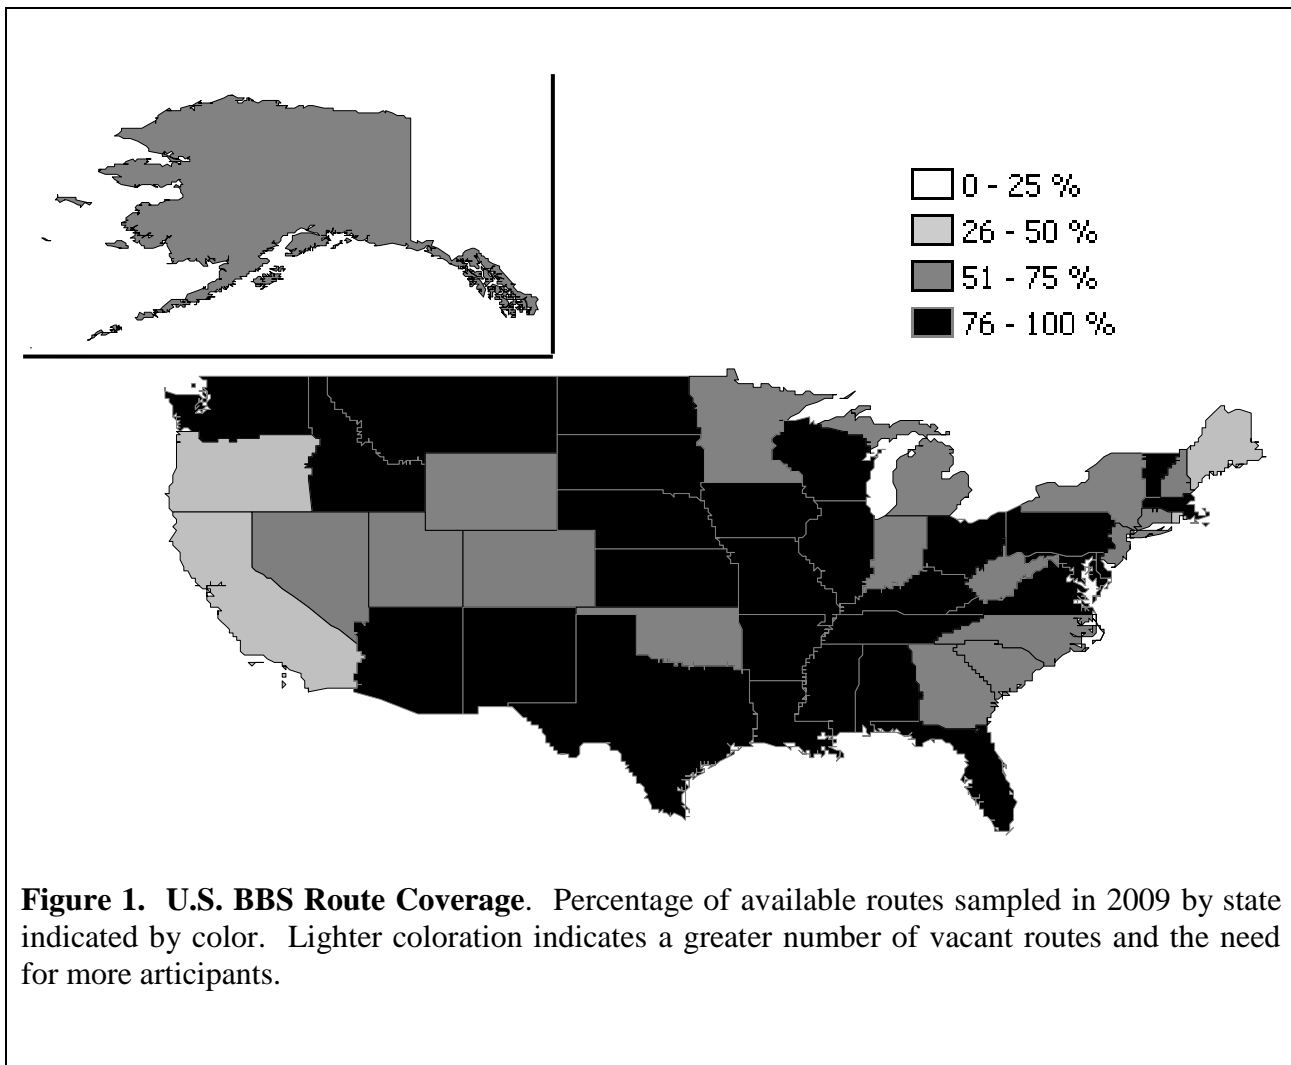 0 - 25 %
26 - 50 %
51 - 75 %
76 - 100 %
Figure 1. U.S. BBS Route Coverage. Percentage of available routes sampled in 2009 by state
indicated by color. Lighter coloration indicates a greater number of vacant routes and the need
for more articipants.